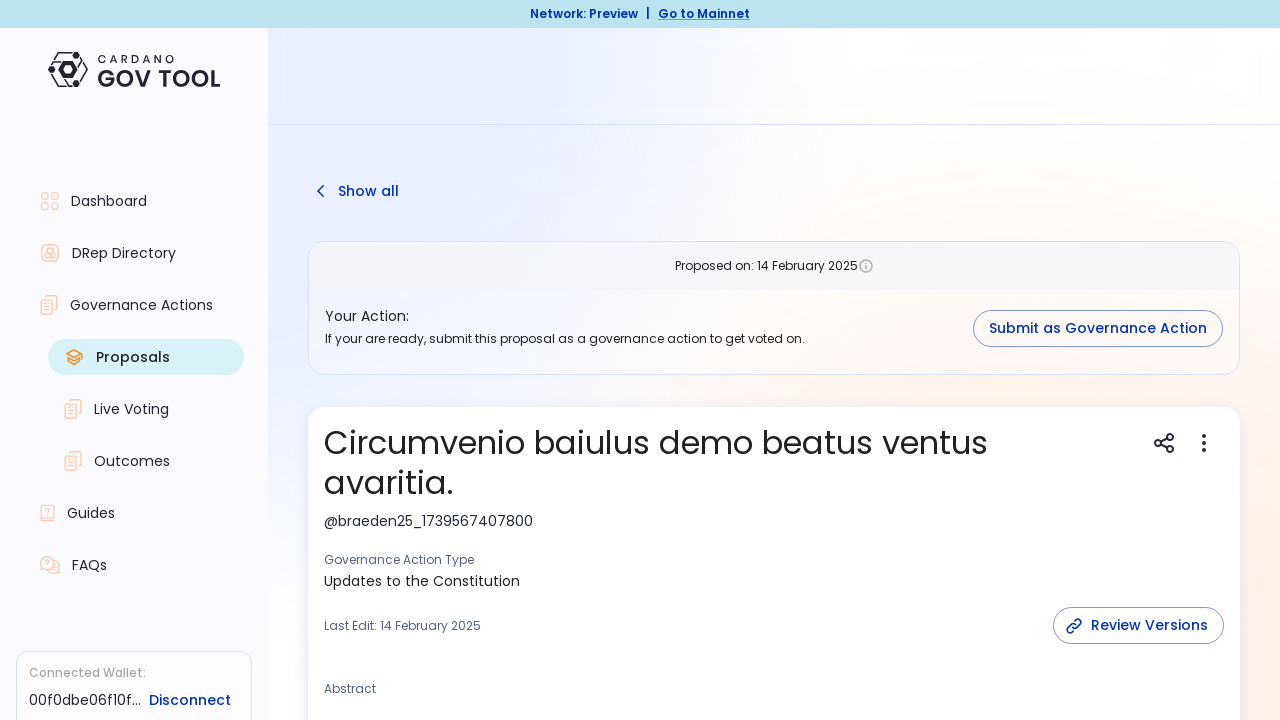 Network: Preview | Go to Mainnet
CARDANO
GOV TOOL
Dashboard
DRep Directory
Governance Actions
Proposals
Live Voting
Outcomes
Guides
FAQs
Connected Wallet:
00f0dbe06f10f... Disconnect
Show all
Proposed on: 14 February 2025
Your Action:
If your are ready, submit this proposal as a governance action to get voted on.
Submit as Governance Action
Circumvenio baiulus demo beatus ventus
avaritia.
@braeden25_1739567407800
Governance Action Type
Updates to the Constitution
Last Edit: 14 February 2025
Review Versions
Abstract